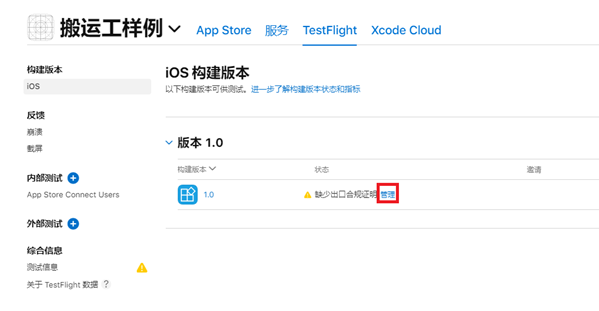 搬运工样例 App Store 服务 TestFlight Xcode Cloud
构建版本
iOS
反馈
崩溃
截屏
内部测试
App Store Connect Users
外部测试
综合信息
测试信息
关于 TestFlight 数据 ?
iOS 构建版本
以下构建版本可供测试。进一步了解构建版本状态和指标
版本 1.0
构建版本 状态 邀请
1.0 缺少出口合规证明 管理